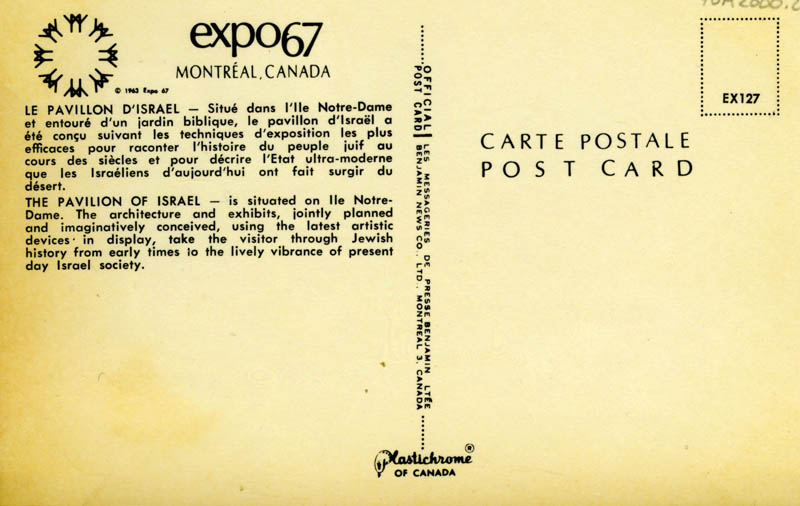 expo67
MONTRÉAL, CANADA
© 1963 Expo 67
LE PAVILLON D'ISRAEL — Situé dans l'Ile Notre-Dame
et entouré d'un jardin biblique, le pavillon d'Israël a
été conçu suivant les techniques d'exposition les plus
efficaces pour raconter l'histoire du peuple juif au
cours des siècles et pour décrire l'Etat ultra-moderne
que les Israéliens d'aujourd'hui ont fait surgir du
désert.
THE PAVILION OF ISRAEL — is situated on Ile Notre-
Dame. The architecture and exhibits, jointly planned
and imaginatively conceived, using the latest artistic
devices in display, take the visitor through Jewish
history from early times to the lively vibrance of present
day Israel society.
OFFICIAL LES MESSAGERIES DE PRESSE BENJAMIN LTÉE
POST CARD BENJAMIN NEWS CO., LTD., MONTREAL 3, CANADA
Plastichrome ®
OF CANADA
EX127
CARTE POSTALE
POST CARD